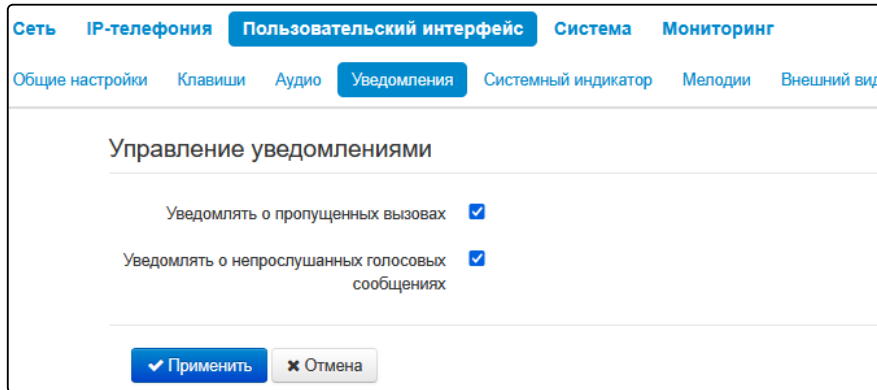 Сеть IP-телефония Пользовательский интерфейс Система Мониторинг
Общие настройки Клавиши Аудио Уведомления Системный индикатор Мелодии Внешний вид
Управление уведомлениями
Уведомлять о пропущенных вызовах
Уведомлять о непрослушанных голосовых
сообщениях
Применить Отмена